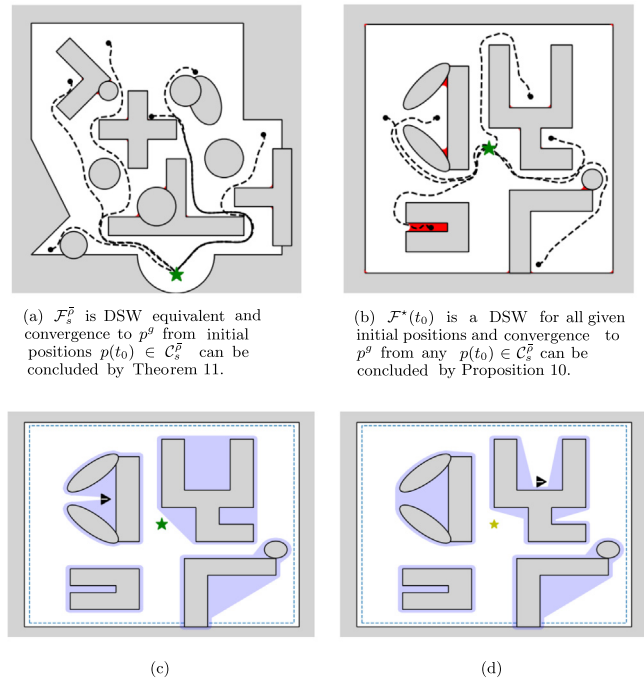 (a) $\mathcal{F}_s^{\bar{\rho}}$ is DSW equivalent and
convergence to $p^g$ from initial
positions $p(t_0) \in \mathcal{C}_s^{\bar{\rho}}$ can be
concluded by Theorem 11.
(b) $\mathcal{F}^\star(t_0)$ is a DSW for all given
initial positions and convergence to
$p^g$ from any $p(t_0) \in \mathcal{C}_s^{\bar{\rho}}$ can be
concluded by Proposition 10.
(c)
(d)